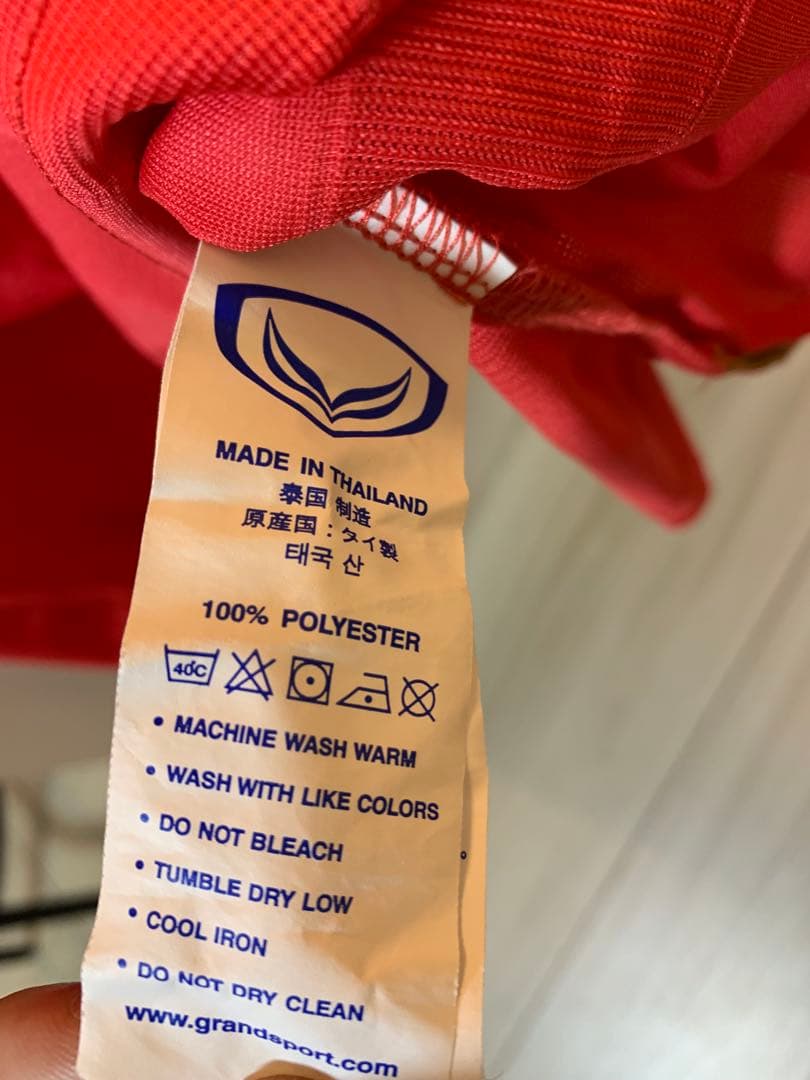 MADE IN THAILAND
泰国 制造
原産国：タイ製
태국 산
100% POLYESTER
40°C
• MACHINE WASH WARM
• WASH WITH LIKE COLORS
• DO NOT BLEACH
• TUMBLE DRY LOW
• COOL IRON
• DO NOT DRY CLEAN
www.grandsport.com